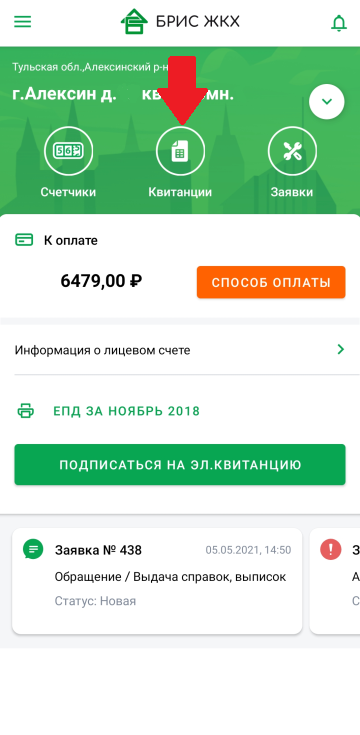 БРИС ЖКХ
Тульская обл.,Алексинский р-н
г.Алексин д. кв мн.
Счетчики
Квитанции
Заявки
К оплате
6479,00 ₽
СПОСОБ ОПЛАТЫ
Информация о лицевом счете
ЕПД ЗА НОЯБРЬ 2018
ПОДПИСАТЬСЯ НА ЭЛ.КВИТАНЦИЮ
Заявка № 438
05.05.2021, 14:50
Обращение / Выдача справок, выписок
Статус: Новая
З
А
С